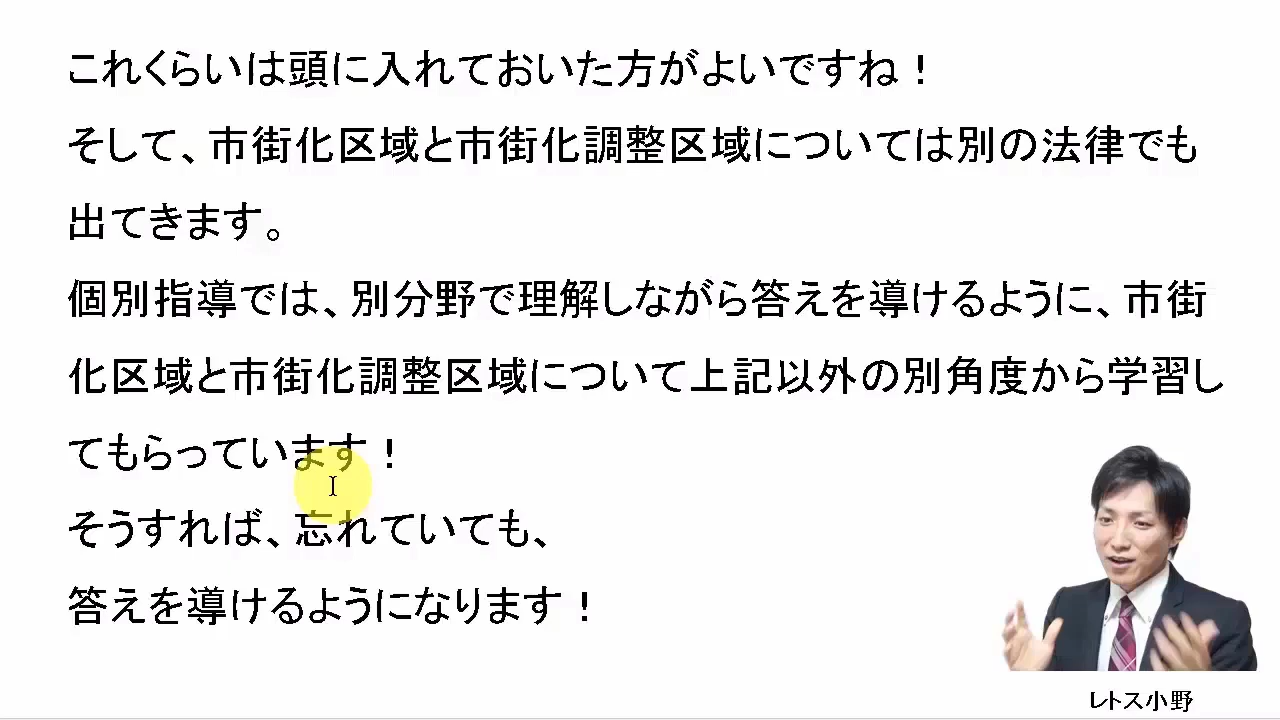 これくらいは頭に入れておいた方がよいですね！
そして、市街化区域と市街化調整区域については別の法律でも
出てきます。
個別指導では、別分野で理解しながら答えを導けるように、市街
化区域と市街化調整区域について上記以外の別角度から学習し
てもらっています！
そうすれば、忘れていても、
答えを導けるようになります！
レトス小野